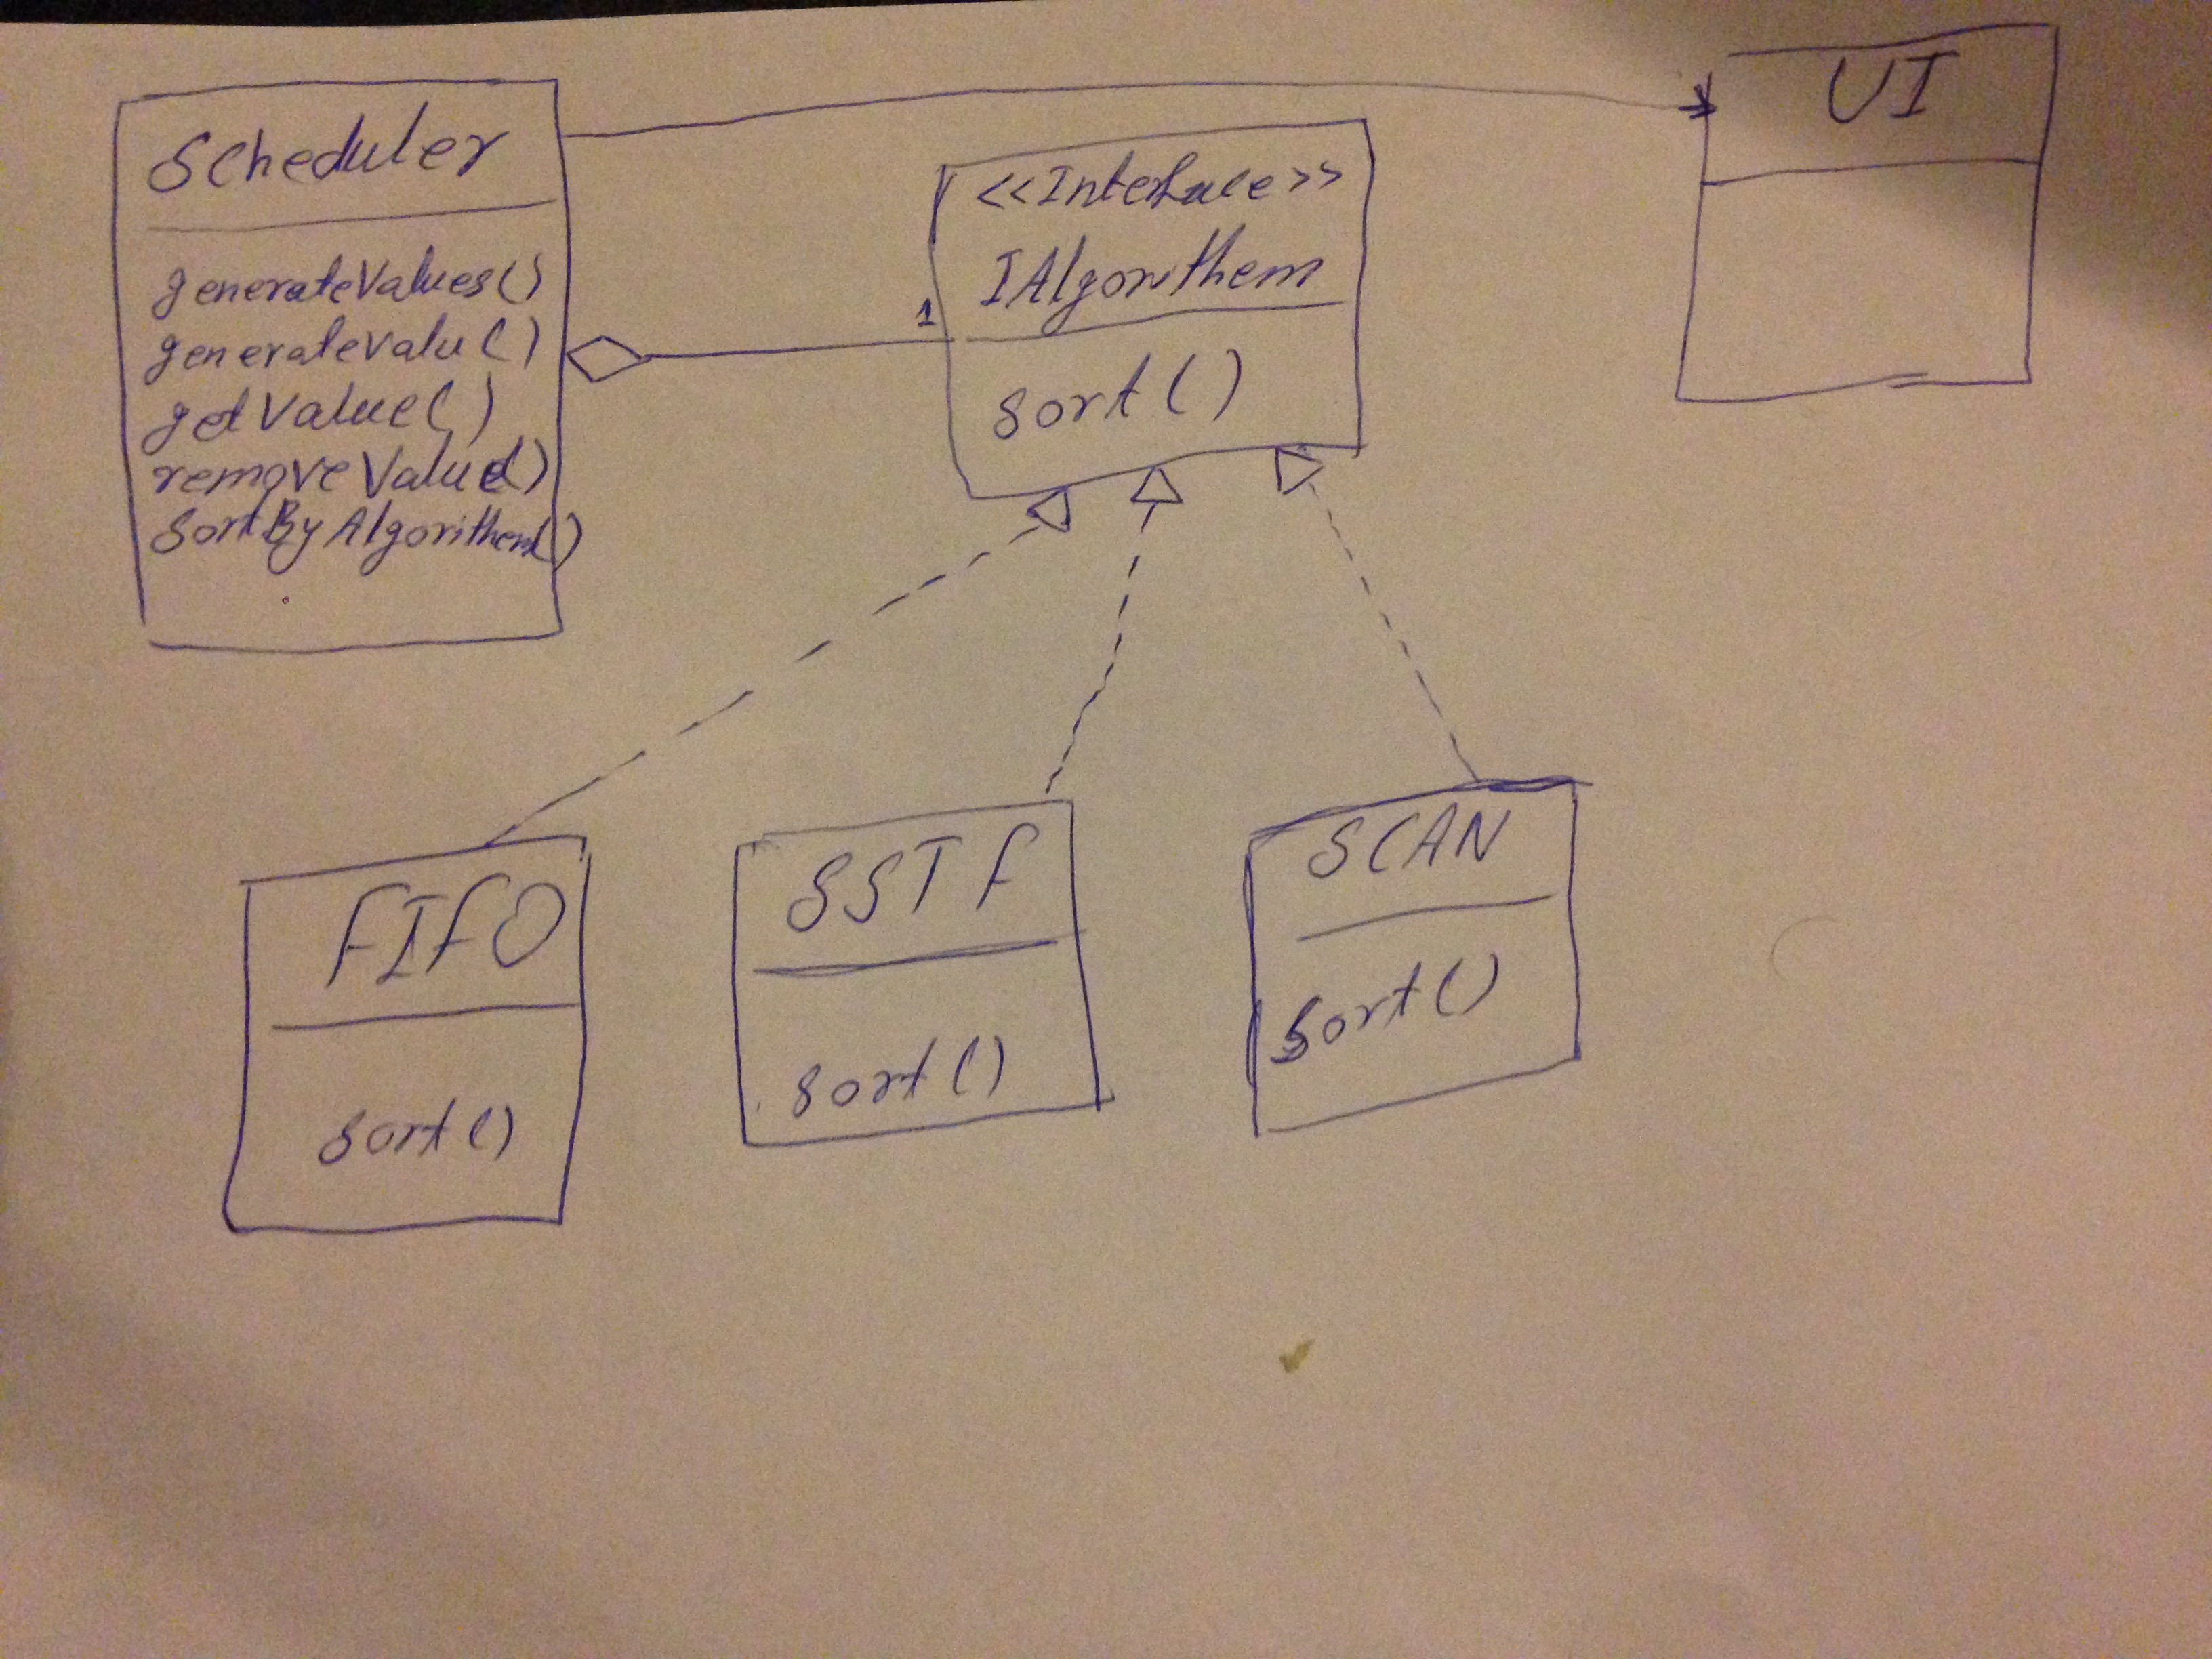 Scheduler
generateValues()
generatevalu()
getValue()
removeValue()
SortByAlgorithem()
<<Interface>>
IAlgorithem
1
sort()
UI
FIFO
sort()
SSTF
sort()
SCAN
sort()